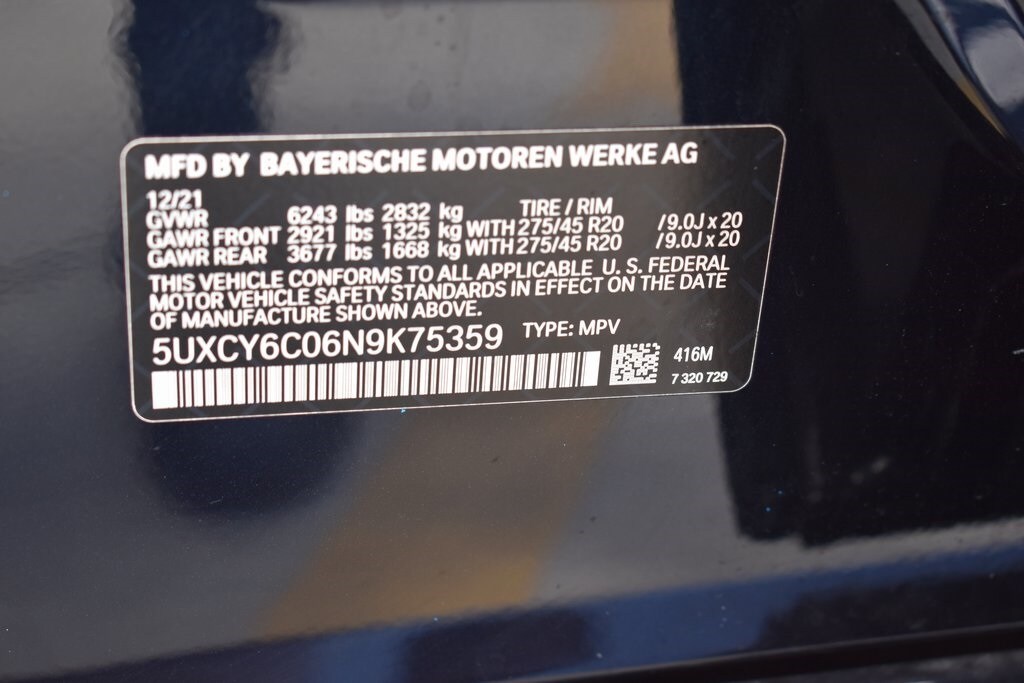 MFD BY BAYERISCHE MOTOREN WERKE AG
12/21
TIRE / RIM
GVWR 6243 lbs 2832 kg
GAWR FRONT 2921 lbs 1325 kg WITH 275/45 R20 / 9.0J x 20
GAWR REAR 3677 lbs 1668 kg WITH 275/45 R20 / 9.0J x 20
THIS VEHICLE CONFORMS TO ALL APPLICABLE U. S. FEDERAL
MOTOR VEHICLE SAFETY STANDARDS IN EFFECT ON THE DATE
OF MANUFACTURE SHOWN ABOVE.
5UXCY6C06N9K75359 TYPE: MPV
416M
7 320 729